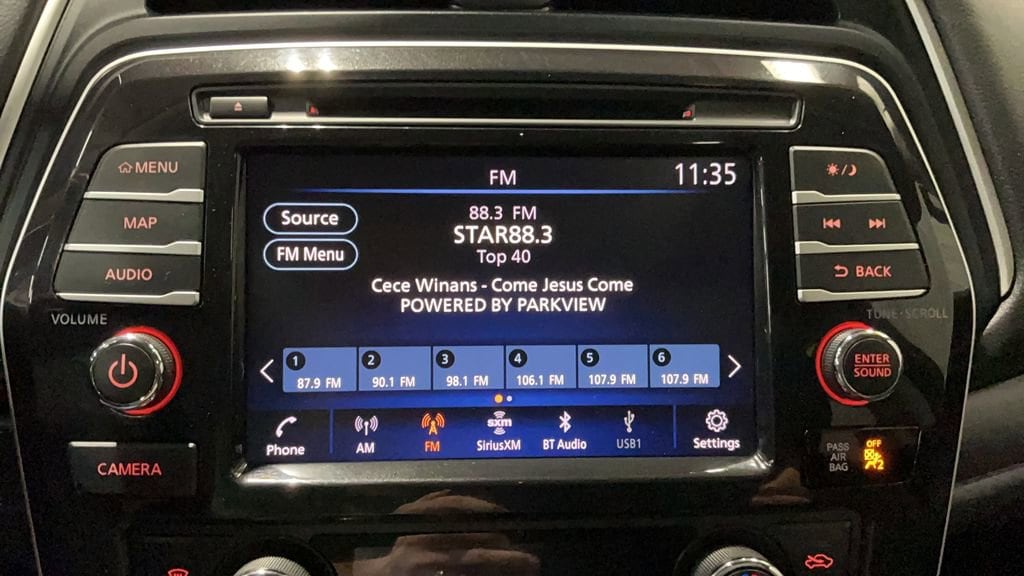 MENU
MAP
AUDIO
VOLUME
CAMERA
FM
11:35
Source
FM Menu
88.3 FM
STAR88.3
Top 40
Cece Winans - Come Jesus Come
POWERED BY PARKVIEW
1 2 3 4 5 6
87.9 FM 90.1 FM 98.1 FM 106.1 FM 107.9 FM 107.9 FM
sxm
Phone AM FM SiriusXM BT Audio USB1 Settings
BACK
TUNE·SCROLL
ENTER
SOUND
PASS
AIR
BAG
OFF
2